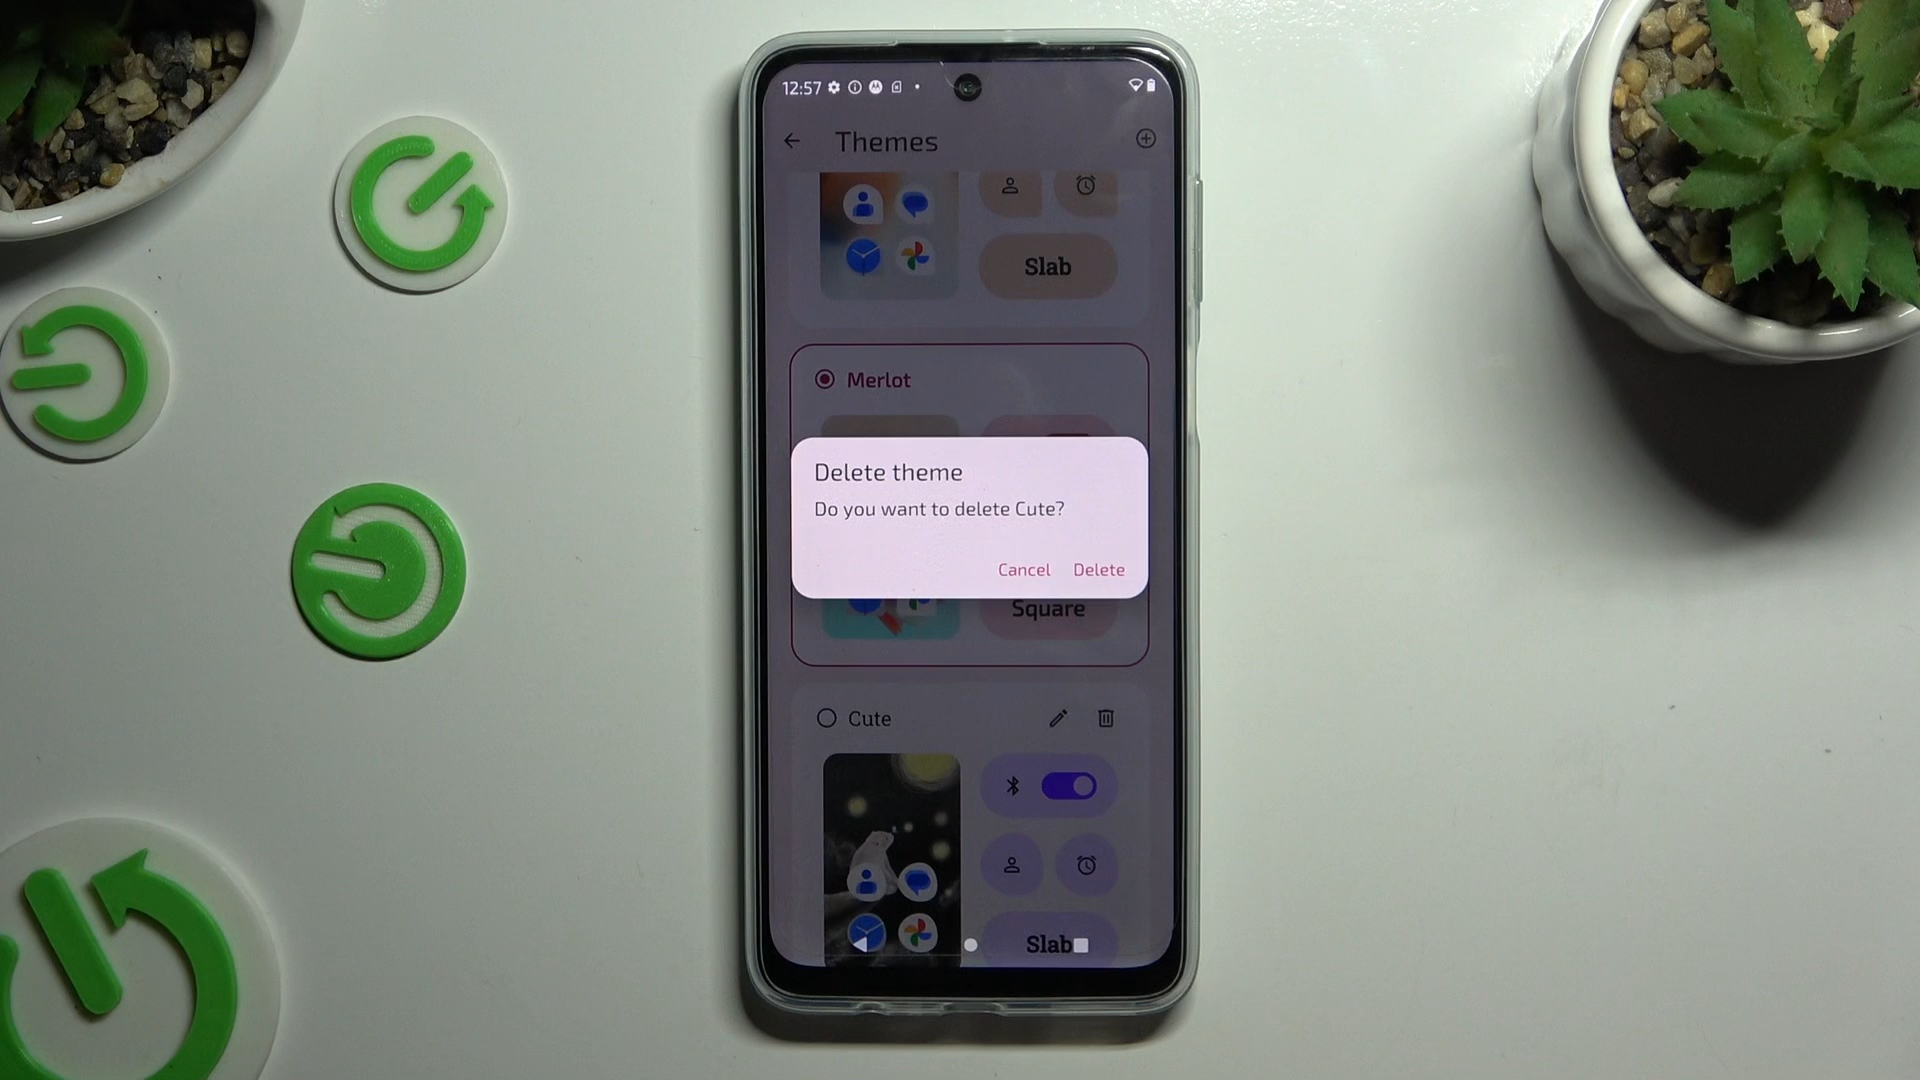 12:57
Themes
Slab
Merlot
Delete theme
Do you want to delete Cute?
Cancel Delete
Square
Cute
Slab